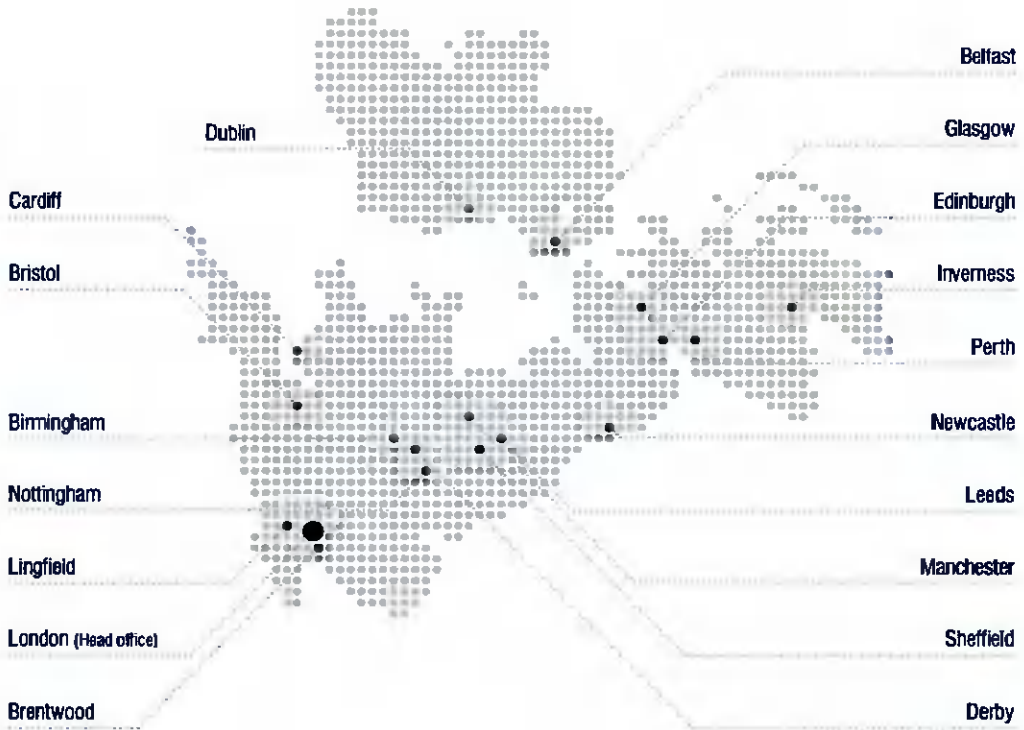 Belfast
Dublin
Glasgow
Cardiff
Edinburgh
Bristol
Inverness
Perth
Birmingham
Newcastle
Nottingham
Leeds
Lingfield
Manchester
London (Head office)
Sheffield
Brentwood
Derby